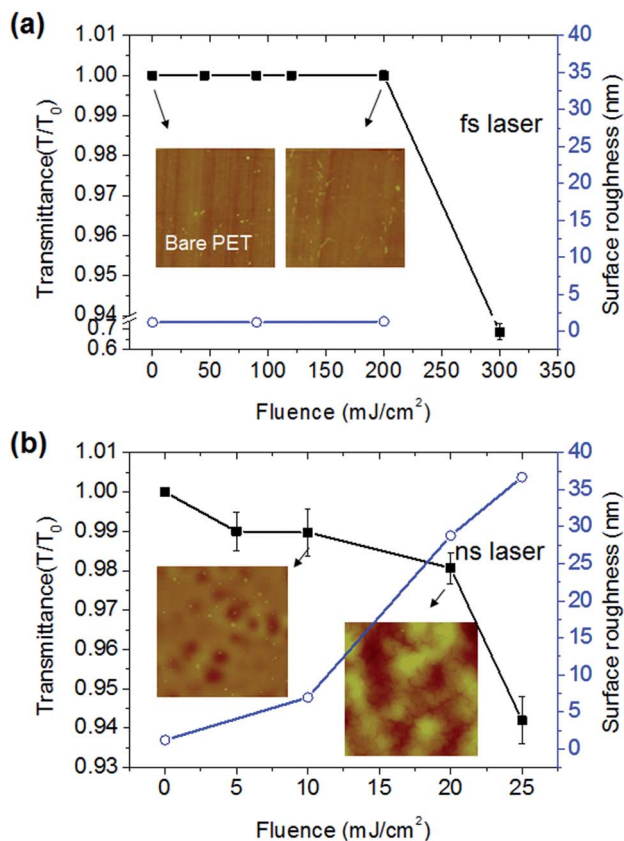 (a)
1.01
1.00
0.99
0.98
0.97
0.96
0.95
0.94
0.7
0.6
Transmittance(T/T0)
Bare PET
fs laser
40
35
30
25
20
15
10
5
0
Surface roughness (nm)
0 50 100 150 200 250 300 350
Fluence (mJ/cm²)
(b)
1.01
1.00
0.99
0.98
0.97
0.96
0.95
0.94
0.93
Transmittance(T/T0)
ns laser
40
35
30
25
20
15
10
5
0
Surface roughness (nm)
0 5 10 15 20 25
Fluence (mJ/cm²)